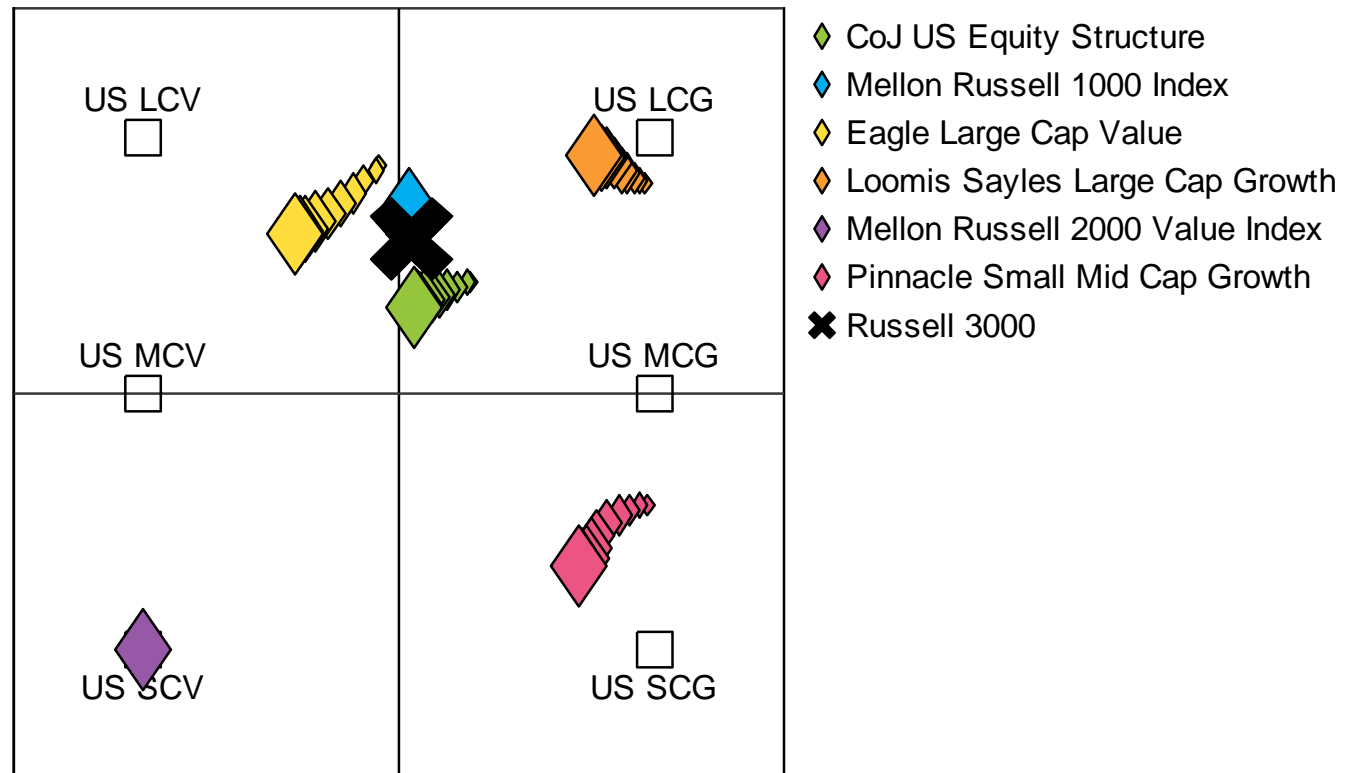 US LCV
US LCG
US MCV
US MCG
US SCV
US SCG
CoJ US Equity Structure
Mellon Russell 1000 Index
Eagle Large Cap Value
Loomis Sayles Large Cap Growth
Mellon Russell 2000 Value Index
Pinnacle Small Mid Cap Growth
Russell 3000